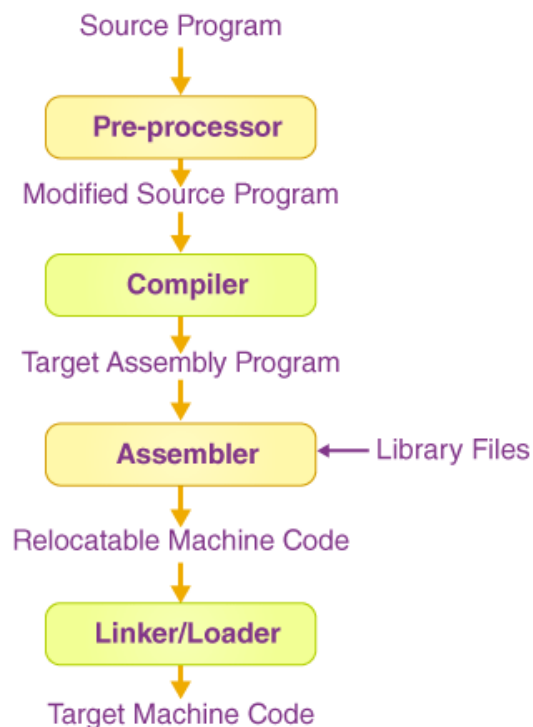 Source Program
Pre-processor
Modified Source Program
Compiler
Target Assembly Program
Assembler
Library Files
Relocatable Machine Code
Linker/Loader
Target Machine Code